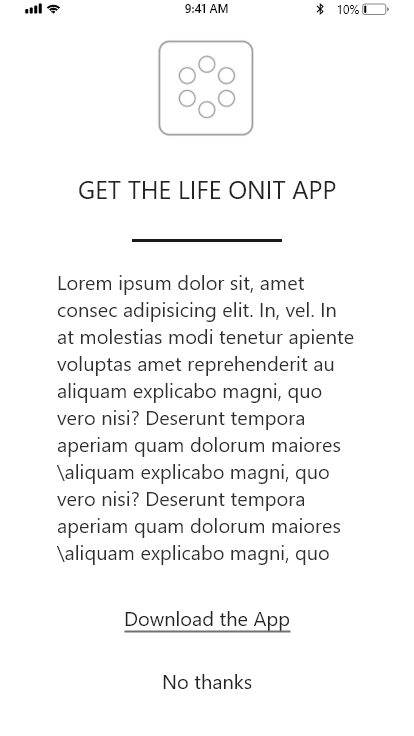 9:41 AM
10%
GET THE LIFE ONIT APP
Lorem ipsum dolor sit, amet
consec adipisicing elit. In, vel. In
at molestias modi tenetur apiente
voluptas amet reprehenderit au
aliquam explicabo magni, quo
vero nisi? Deserunt tempora
aperiam quam dolorum maiores
\aliquam explicabo magni, quo
vero nisi? Deserunt tempora
aperiam quam dolorum maiores
\aliquam explicabo magni, quo
Download the App
No thanks